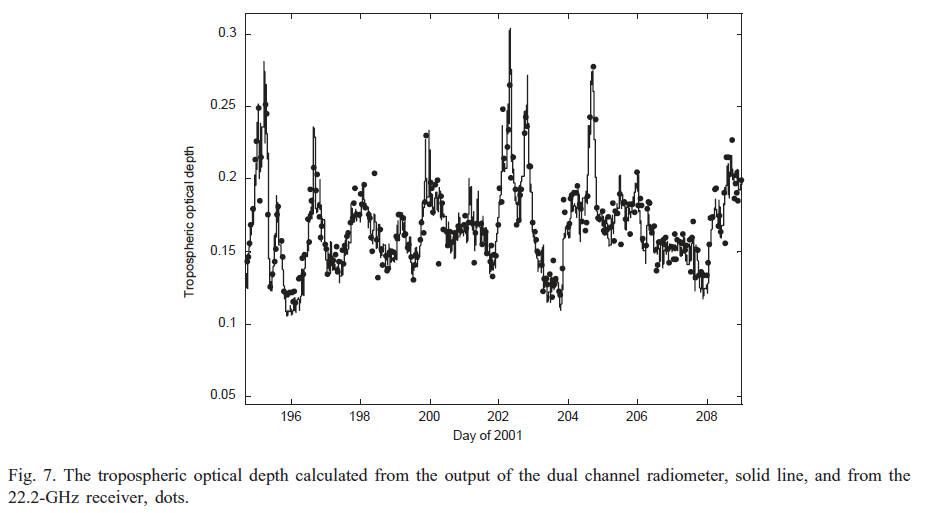 0.3
0.25
0.2
0.15
0.1
0.05
Tropospheric optical depth
196 198 200 202 204 206 208
Day of 2001
Fig. 7. The tropospheric optical depth calculated from the output of the dual channel radiometer, solid line, and from the
22.2-GHz receiver, dots.